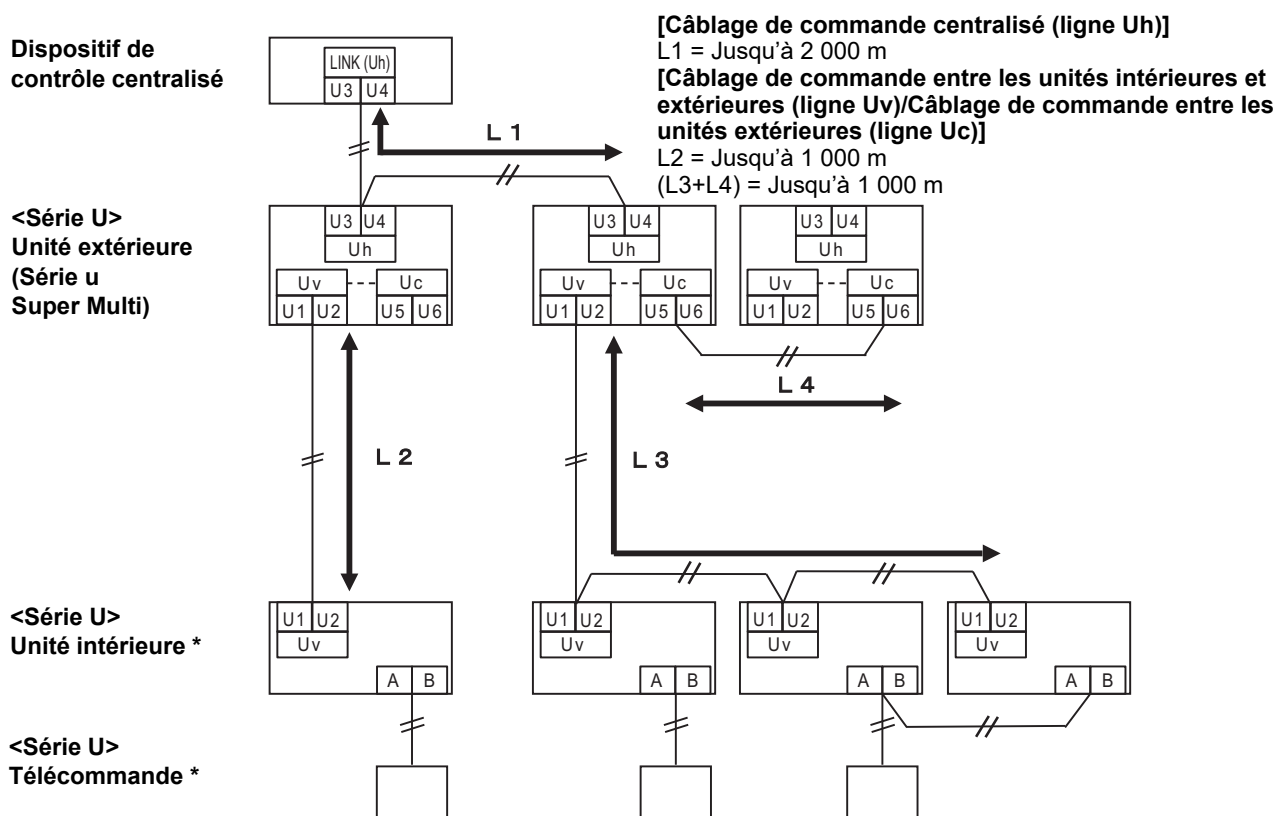 Dispositif de
contrôle centralisé
LINK (Uh)
U3 U4
[Câblage de commande centralisé (ligne Uh)]
L1 = Jusqu’à 2 000 m
[Câblage de commande entre les unités intérieures et
extérieures (ligne Uv)/Câblage de commande entre les
unités extérieures (ligne Uc)]
L2 = Jusqu’à 1 000 m
(L3+L4) = Jusqu’à 1 000 m
L 1
<Série U>
Unité extérieure
(Série u
Super Multi)
U3 U4
Uh
Uv Uc
U1 U2 U5 U6
U3 U4
Uh
Uv Uc
U1 U2 U5 U6
U3 U4
Uh
Uv Uc
U1 U2 U5 U6
L 4
L 2
L 3
<Série U>
Unité intérieure *
U1 U2
Uv
A B
U1 U2
Uv
A B
U1 U2
Uv
A B
U1 U2
Uv
A B
<Série U>
Télécommande *